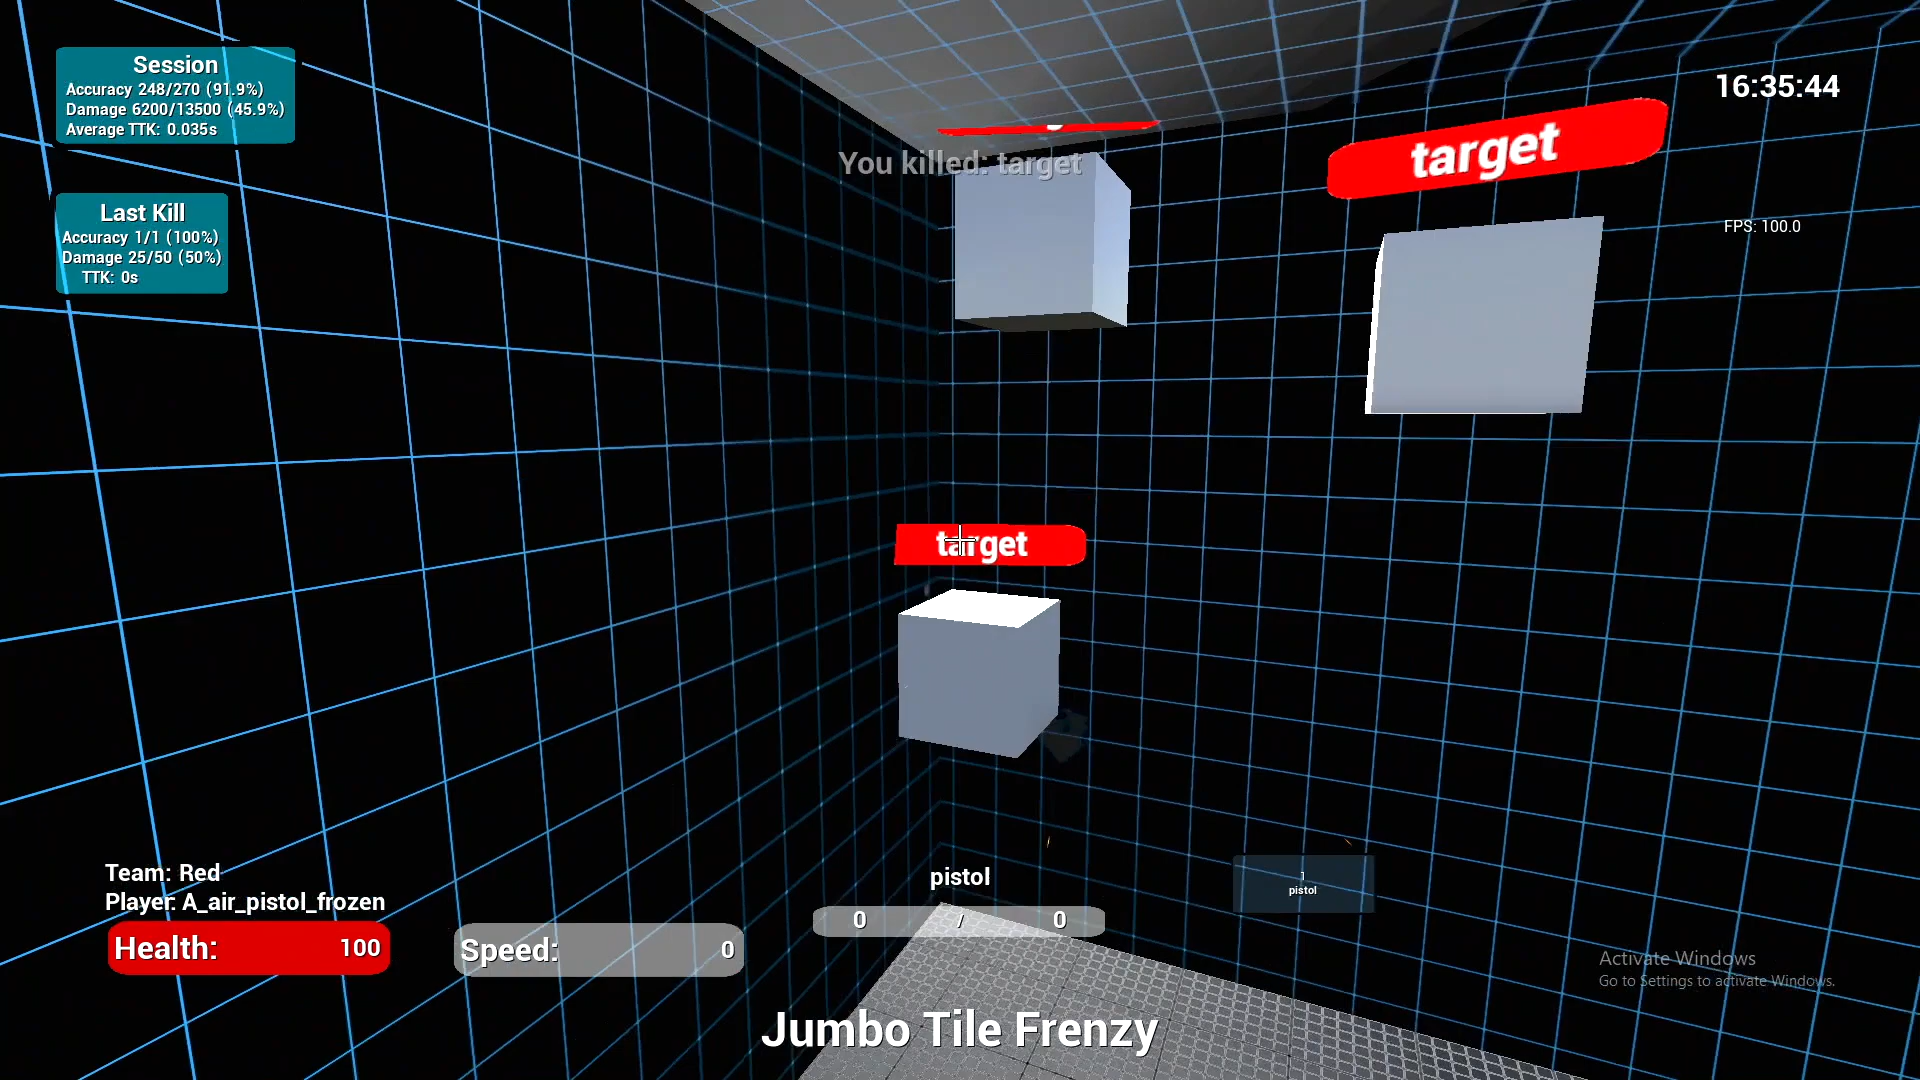 Session
Accuracy 248/270 (91.9%)
Damage 6200/13500 (45.9%)
Average TTK: 0.035s
16:35:44
target
You killed: target
Last Kill
Accuracy 1/1 (100%)
Damage 25/50 (50%)
TTK: 0s
FPS: 100.0
target
Team: Red
Player: A_air_pistol_frozen
Health: 100
Speed: 0
pistol
0 / 0
1
pistol
Activate Windows
Go to Settings to activate Windows.
Jumbo Tile Frenzy